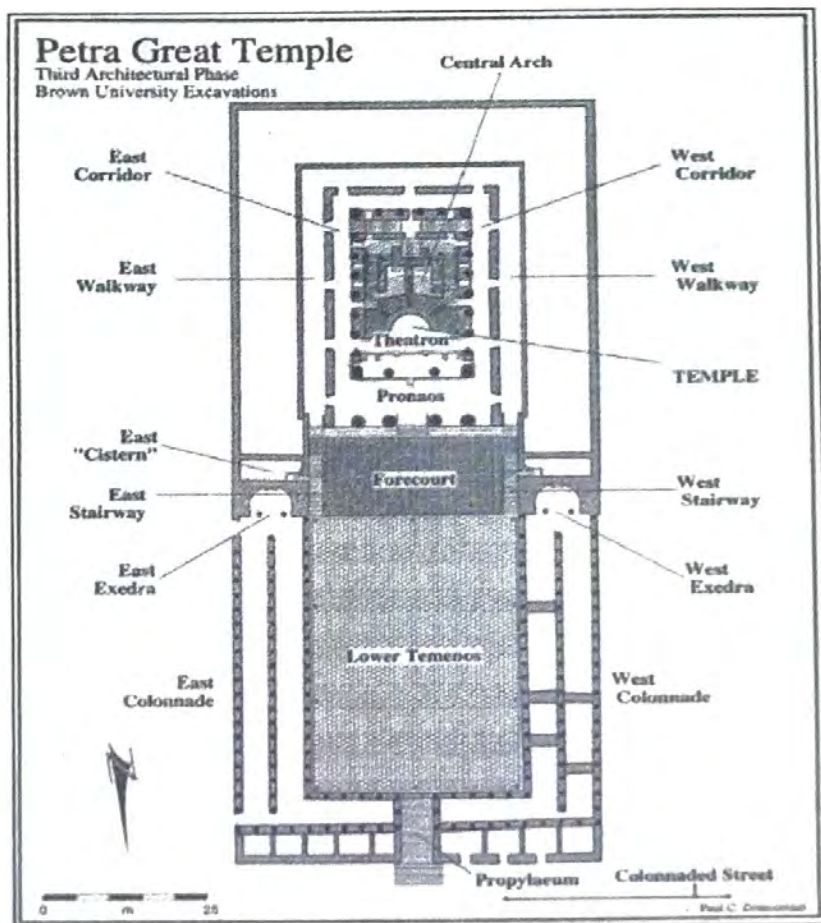 Petra Great Temple
Third Architectural Phase
Brown University Excavations
Central Arch
East
Corridor
West
Corridor
East
Walkway
West
Walkway
Theatron
TEMPLE
Pronaos
East
"Cistern"
Forecourt
East
Stairway
West
Stairway
East
Exedra
West
Exedra
Lower Temenos
East
Colonnade
West
Colonnade
N
Propylaeum
Colonnaded Street
0 m 25
Paul C.